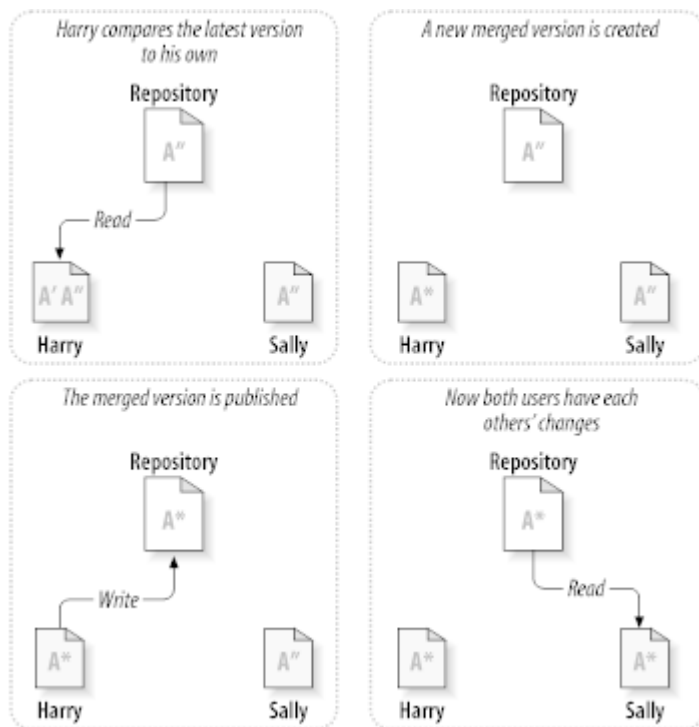 Harry compares the latest version
to his own
Repository
A″
Read
A′ A″
A″
Harry
Sally
A new merged version is created
Repository
A″
A*
A″
Harry
Sally
The merged version is published
Repository
A*
Write
A*
A″
Harry
Sally
Now both users have each
others’ changes
Repository
A*
Read
A*
A*
Harry
Sally